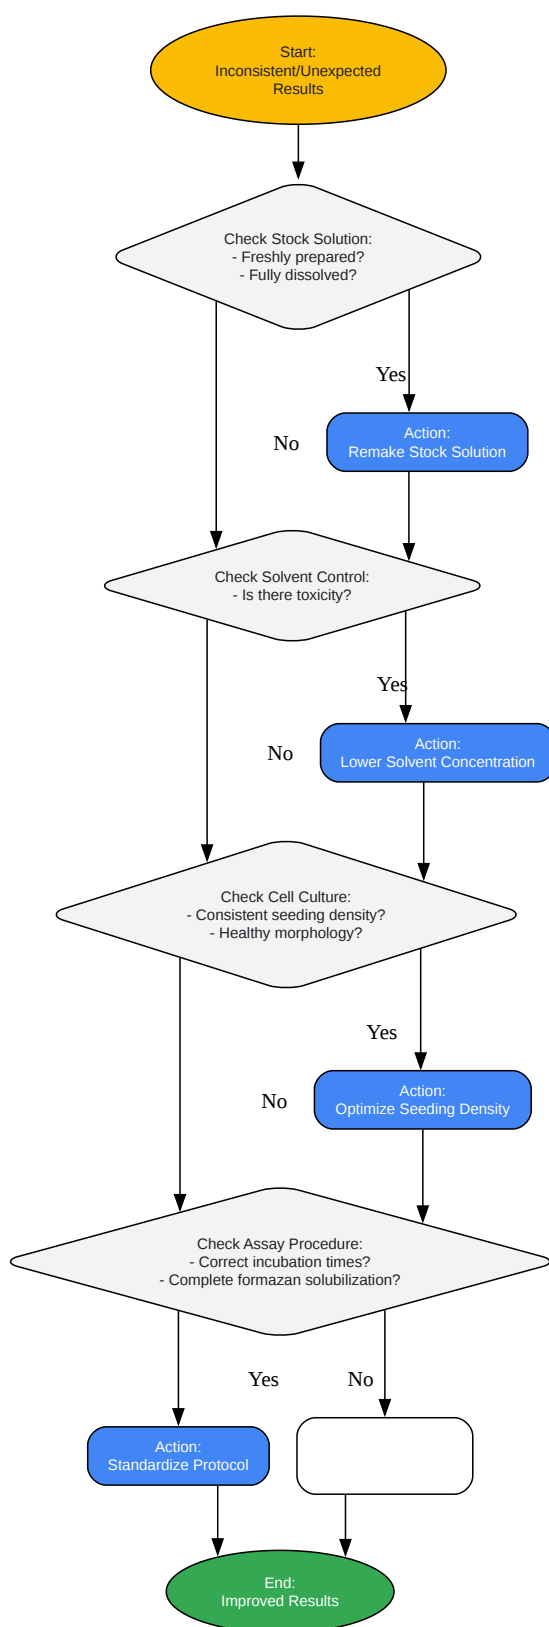 Start:
Inconsistent/Unexpected
Results
Check Stock Solution:
- Freshly prepared?
- Fully dissolved?
Yes
Action:
Remake Stock Solution
No
Check Solvent Control:
- Is there toxicity?
Yes
Action:
Lower Solvent Concentration
No
Check Cell Culture:
- Consistent seeding density?
- Healthy morphology?
Yes
Action:
Optimize Seeding Density
No
Check Assay Procedure:
- Correct incubation times?
- Complete formazan solubilization?
Yes
No
Action:
Standardize Protocol
End:
Improved Results